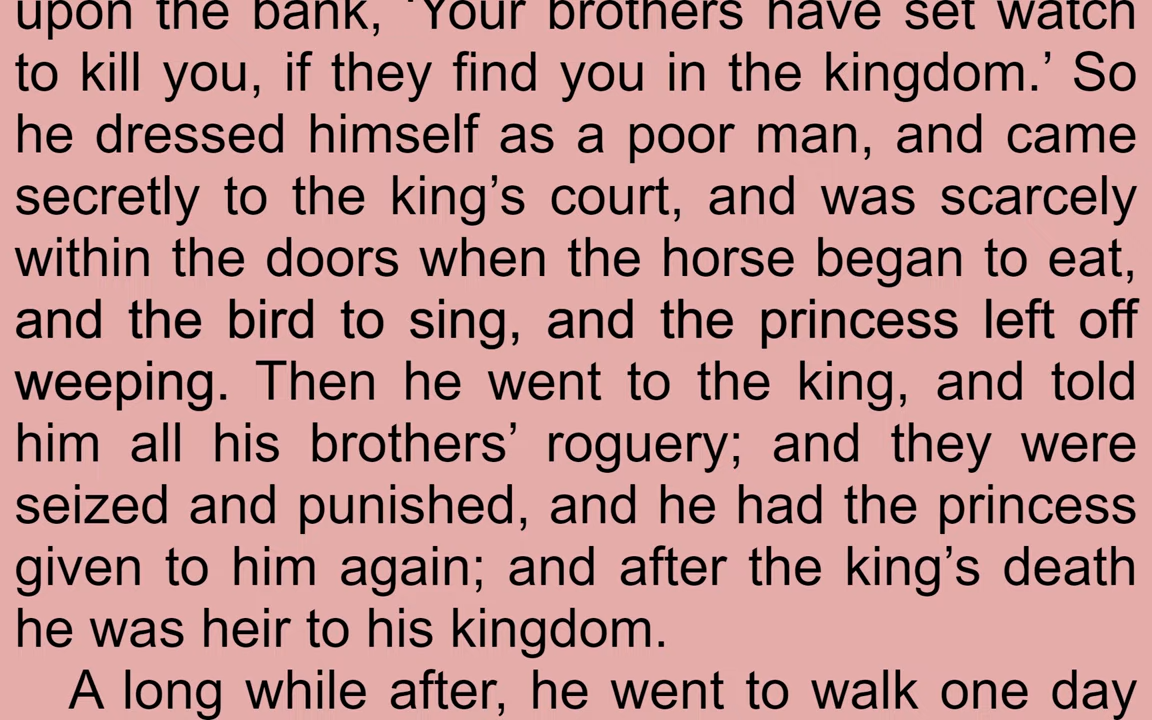 upon the bank, ‘Your brothers have set watch
to kill you, if they find you in the kingdom.’ So
he dressed himself as a poor man, and came
secretly to the king’s court, and was scarcely
within the doors when the horse began to eat,
and the bird to sing, and the princess left off
weeping. Then he went to the king, and told
him all his brothers’ roguery; and they were
seized and punished, and he had the princess
given to him again; and after the king’s death
he was heir to his kingdom.
A long while after, he went to walk one day